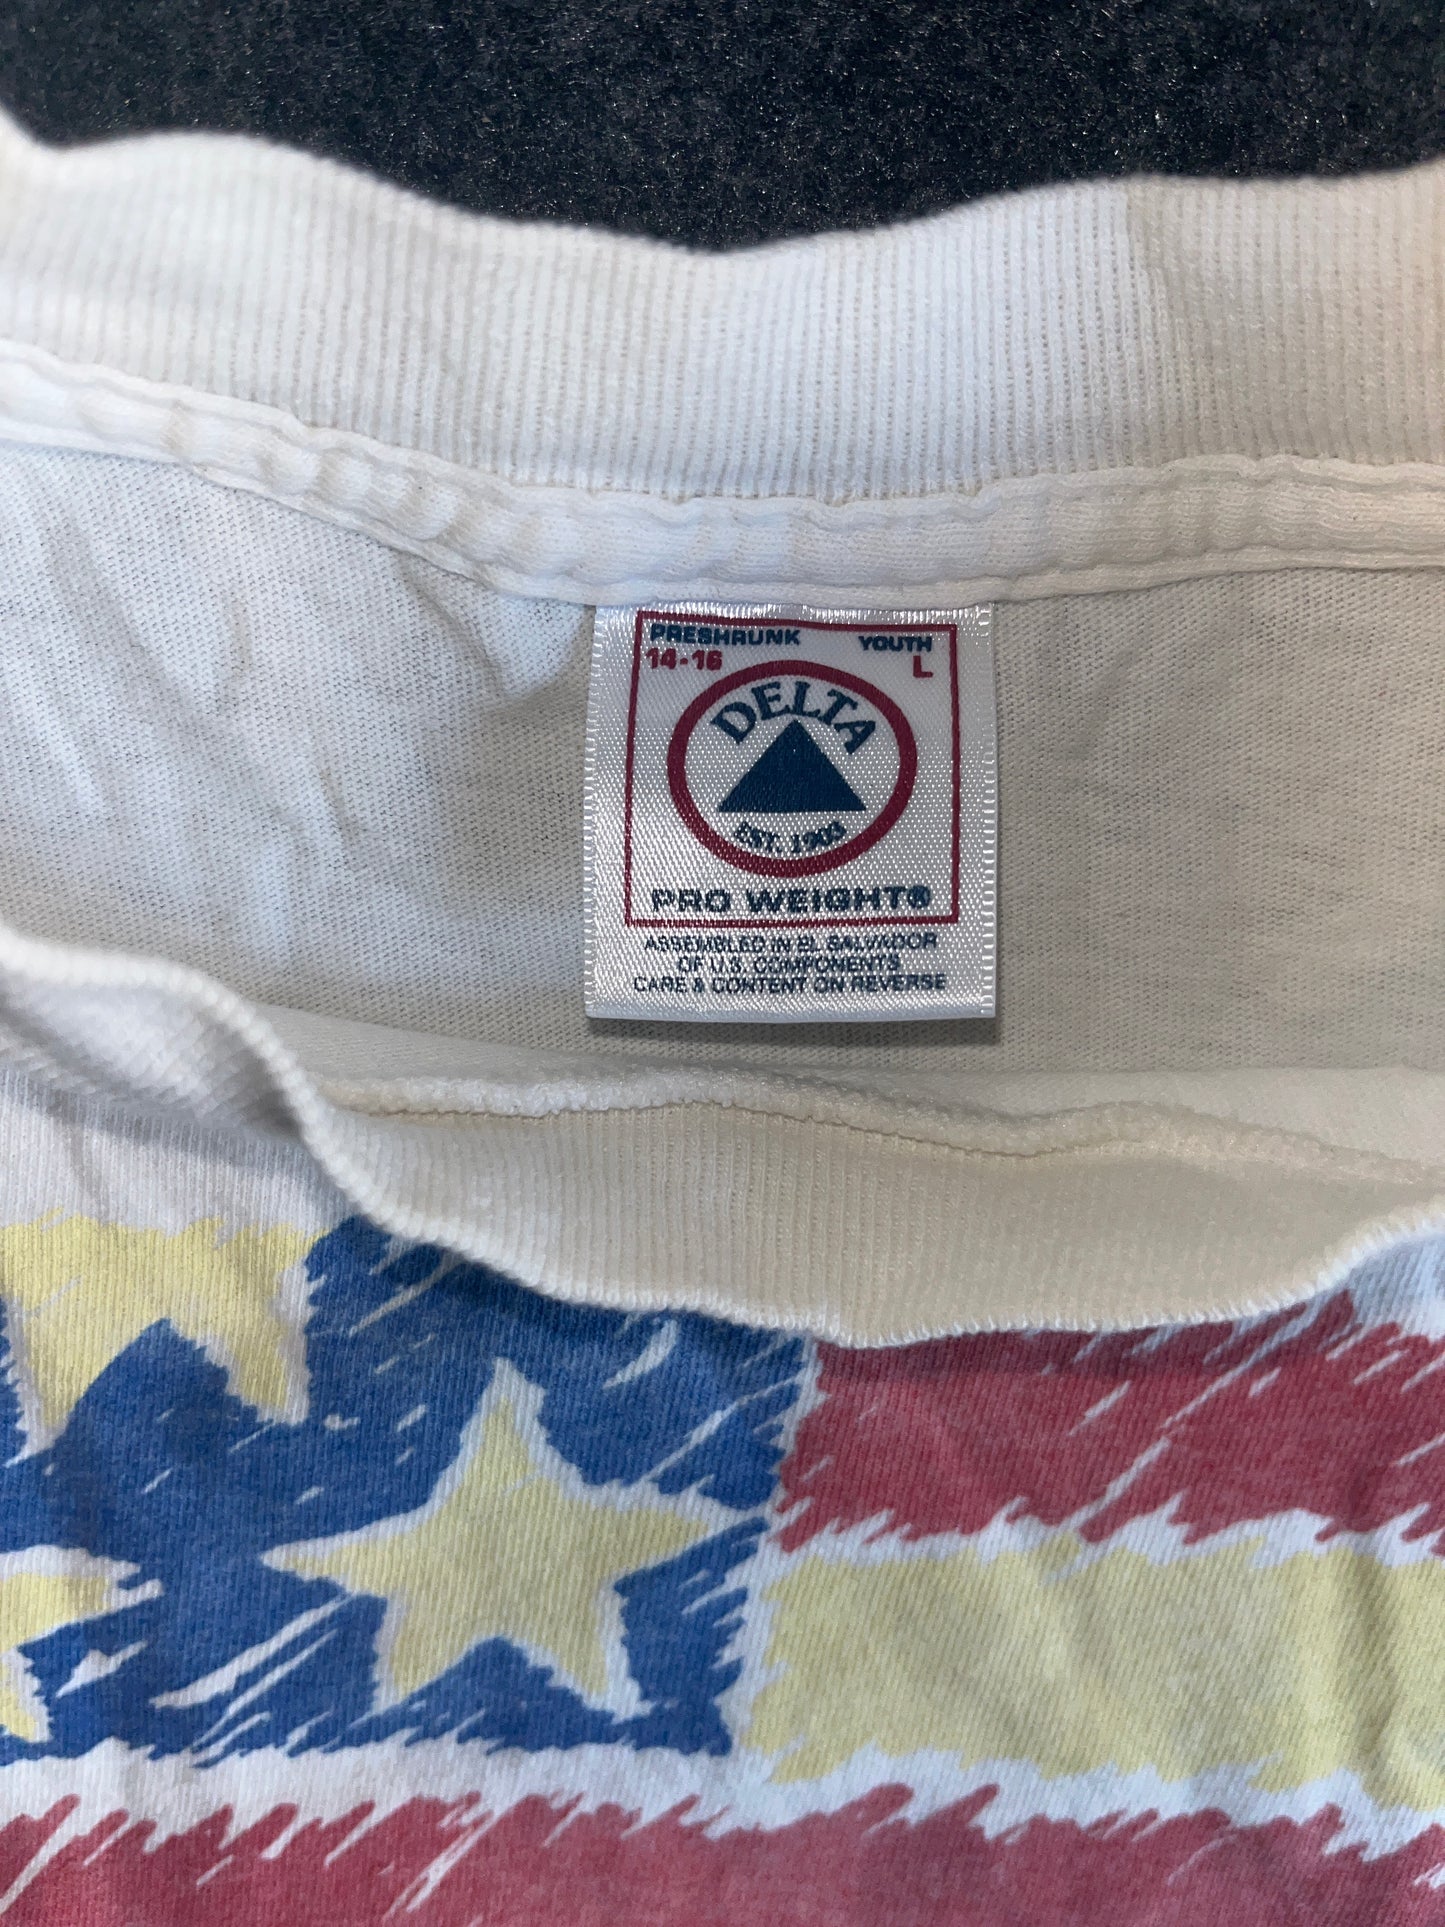 PRESHRUNK YOUTH
14-16 L
DELTA
EST. 1903
PRO WEIGHT®
ASSEMBLED IN EL SALVADOR
OF U.S. COMPONENTS
CARE & CONTENT ON REVERSE